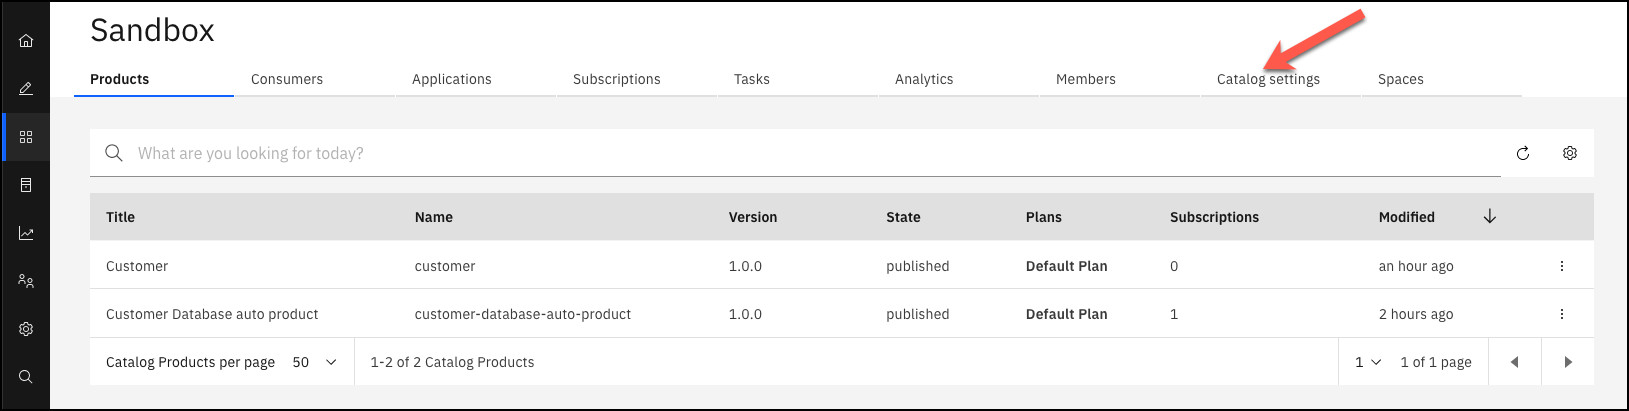 Sandbox
Products Consumers Applications Subscriptions Tasks Analytics Members Catalog settings Spaces
What are you looking for today?
Title Name Version State Plans Subscriptions Modified
Customer customer 1.0.0 published Default Plan 0 an hour ago
Customer Database auto product customer-database-auto-product 1.0.0 published Default Plan 1 2 hours ago
Catalog Products per page 50 1-2 of 2 Catalog Products 1 1 of 1 page